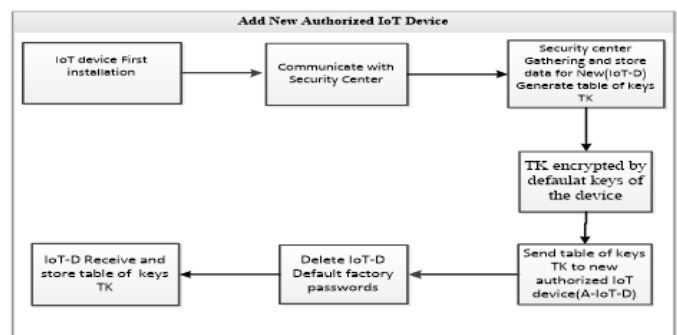 Add New Authorized IoT Device
IoT device First
installation
Communicate with
Security Center
Security center
Gathering and store
data for New(IoT-D)
Generate table of keys
TK
TK encrypted by
defaulat keys of
the device
Send table of keys
TK to new
authorized IoT
device(A-IoT-D)
Delete IoT-D
Default factory
passwords
IoT-D Receive and
store table of keys
TK